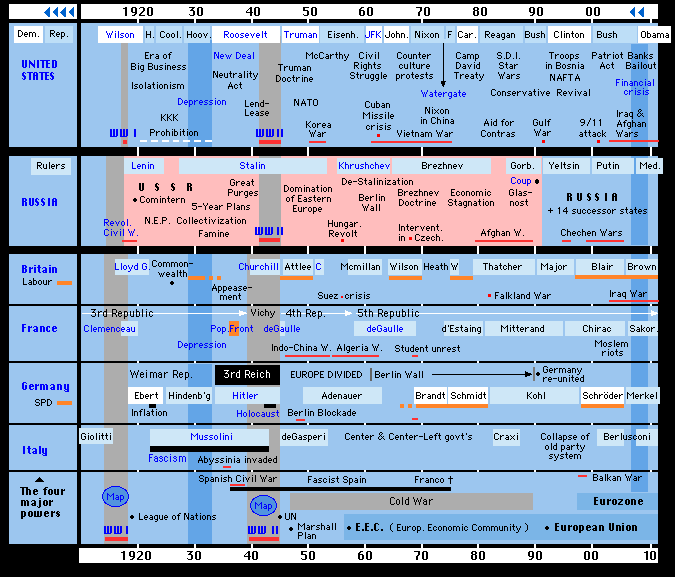 1920 30 40 50 60 70 80 90 00 10
Dem. Rep. Wilson H. Cool. Hoov. Roosevelt Truman Eisenh. JFK John. Nixon F Car. Reagan Bush Clinton Bush Obama
UNITED
STATES
Era of
Big Business
Isolationism
Depression
KKK
Prohibition
WW I
New Deal
Neutrality
Act
Lend-
Lease
WW II
Truman
Doctrine
McCarthy
NATO
Korea
War
Civil
Rights
Struggle
Cuban
Missile
crisis
Counter
culture
protests
Watergate
Nixon
in China
Vietnam War
Camp
David
Treaty
S.D.I.
Star
Wars
Conservative Revival
Aid for
Contras
Gulf
War
Troops
in Bosnia
NAFTA
9/11
attack
Patriot
Act
Banks
Bailout
Financial
crisis
Iraq &
Afghan
Wars
Rulers Lenin Stalin Khrushchev Brezhnev Gorb. Yeltsin Putin Med.
RUSSIA
U S S R
Comintern
Revol.
Civil W.
N.E.P.
5-Year Plans
Collectivization
Famine
Great
Purges
WW II
Domination
of Eastern
Europe
De-Stalinization
Berlin
Wall
Hungar.
Revolt
Brezhnev
Doctrine
Intervent.
in Czech.
Economic
Stagnation
Afghan W.
Coup
Glas-
nost
RUSSIA
+ 14 successor states
Chechen Wars
Britain
Labour
Lloyd G.
Common-
wealth
Appease-
ment
Churchill Attlee C Mcmillan Wilson Heath W. Thatcher Major Blair Brown
Suez crisis
Falkland War
Iraq War
France
3rd Republic Vichy 4th Rep. 5th Republic
Clemenceau Pop.Front deGaulle deGaulle d'Estaing Mitterand Chirac Sakor.
Depression
Indo-China W. Algeria W.
Student unrest
Moslem
riots
Germany
SPD
Weimar Rep. 3rd Reich EUROPE DIVIDED Berlin Wall Germany
re-united
Ebert Hindenb'g Hitler Adenauer Brandt Schmidt Kohl Schröder Merkel
Inflation Holocaust Berlin Blockade
Italy
Giolitti Mussolini deGasperi Center & Center-Left govt's Craxi Collapse of
old party
system
Berlusconi
Fascism Abyssinia invaded
The four
major
powers
Spanish Civil War Fascist Spain Franco † Balkan War
Map Map Cold War Eurozone
League of Nations UN
WW I WW II Marshall
Plan
E.E.C. ( Europ. Economic Community ) European Union
1920 30 40 50 60 70 80 90 00 10